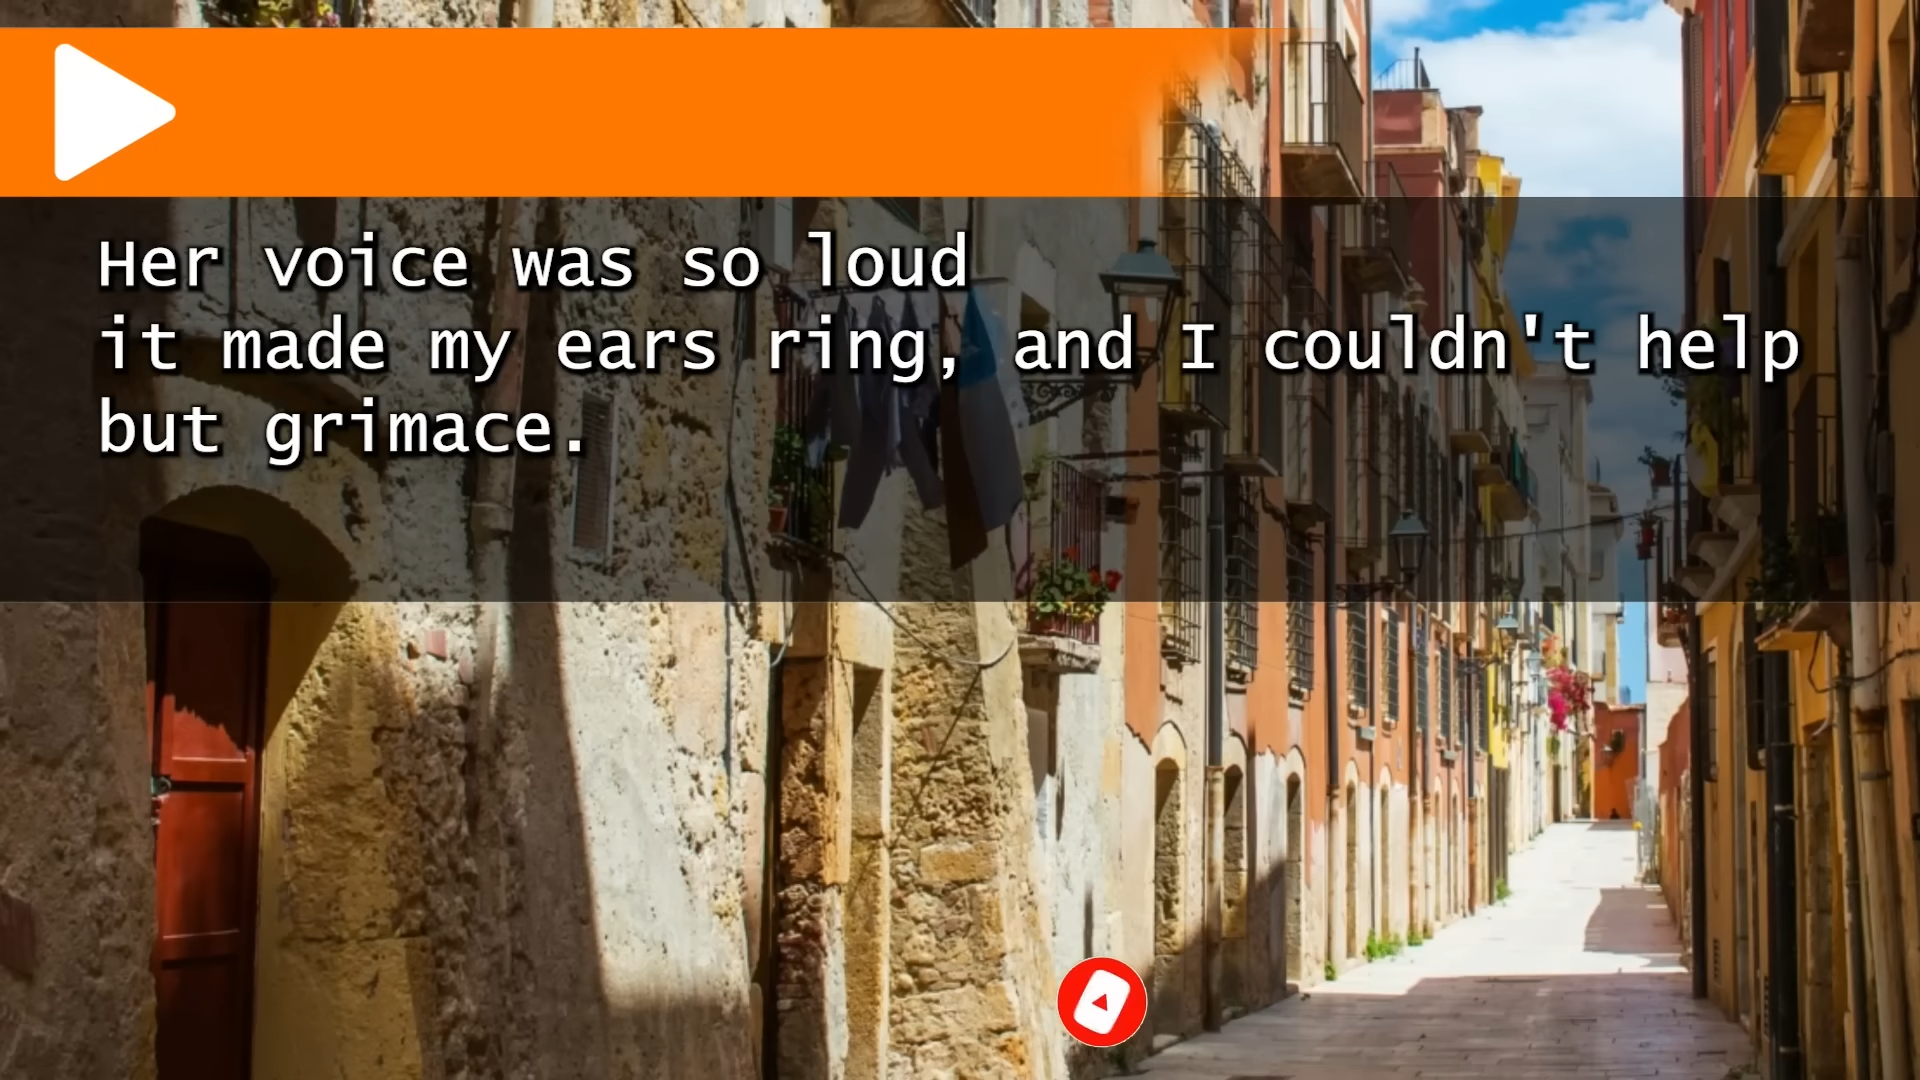 Her voice was so loud
it made my ears ring, and I couldn't help
but grimace.